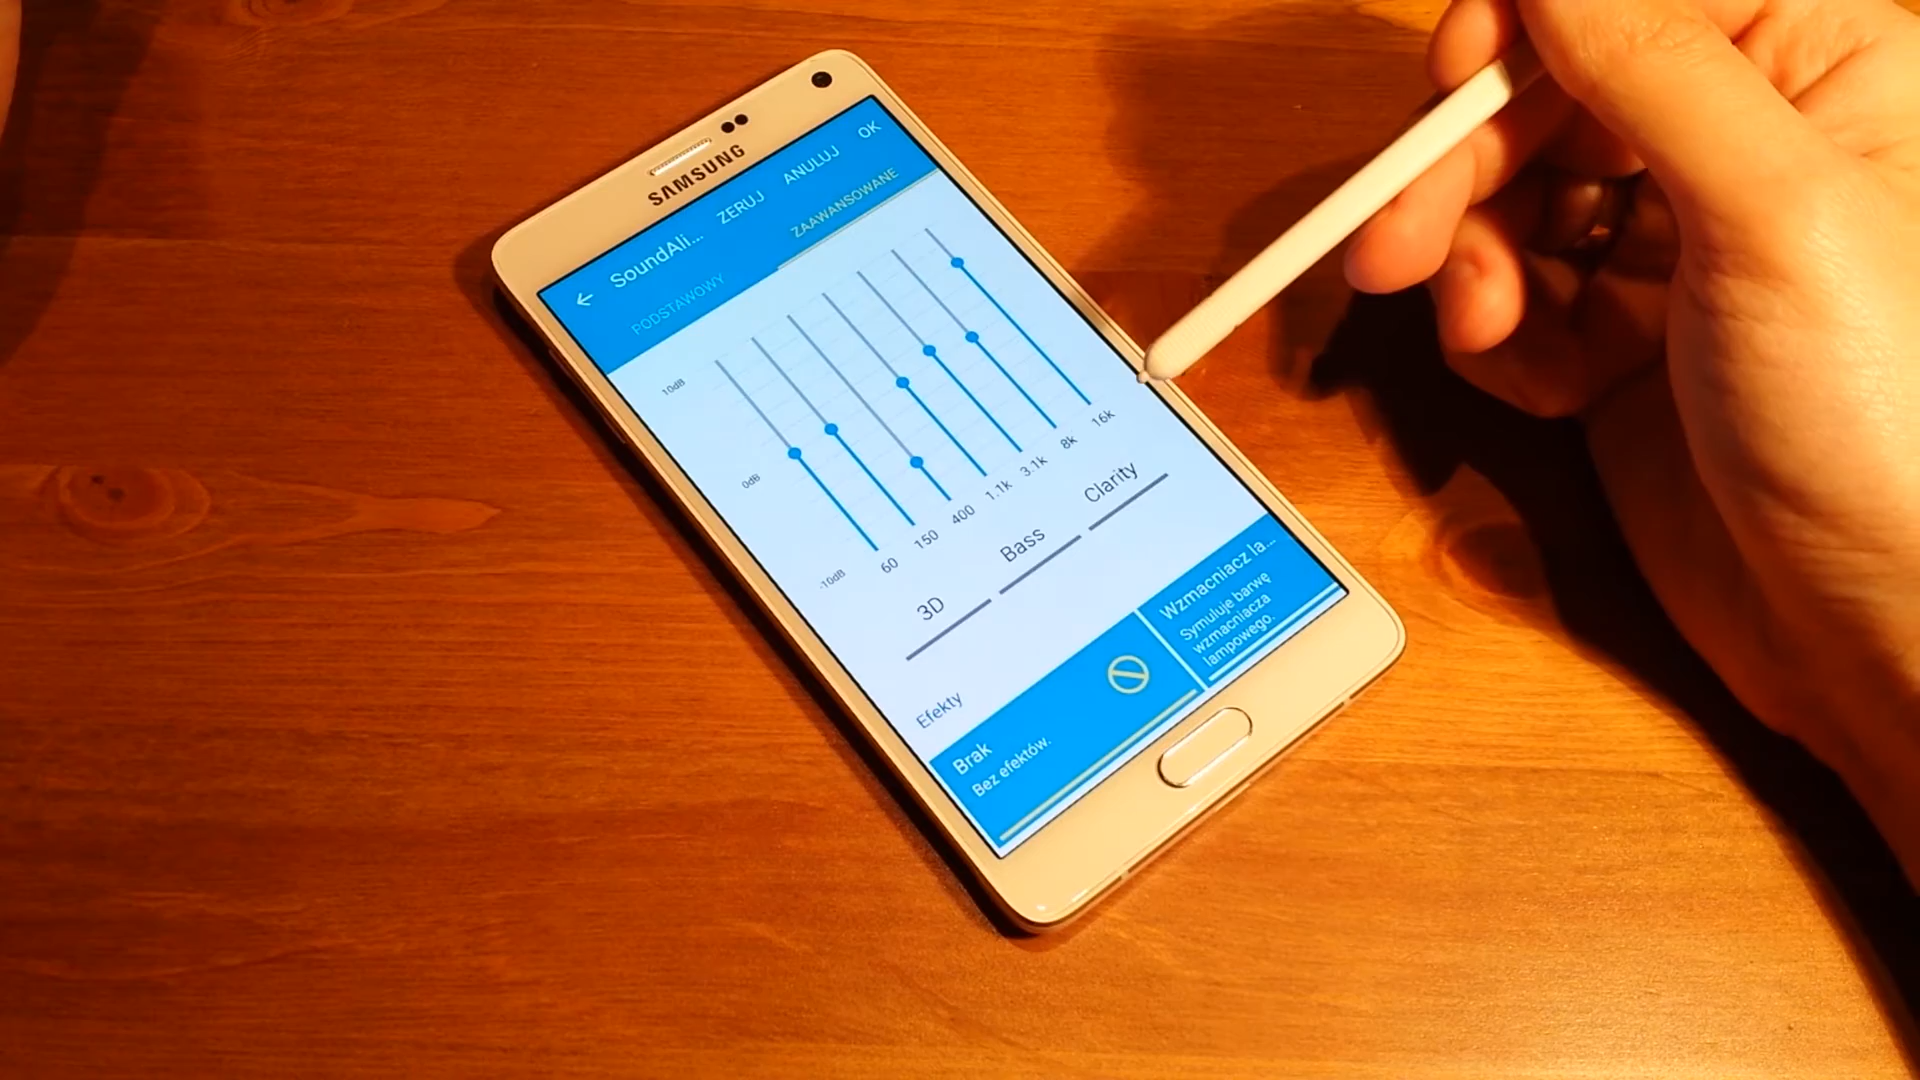 SAMSUNG
SoundAli...
ZERUJ
ANULUJ
OK
PODSTAWOWY
ZAAWANSOWANE
10dB
0dB
-10dB
60
150
400
1.1k
3.1k
8k
16k
3D
Bass
Clarity
Efekty
Brak
Bez efektów.
Wzmacniacz la...
Symuluje barwę
wzmacniacza
lampowego.